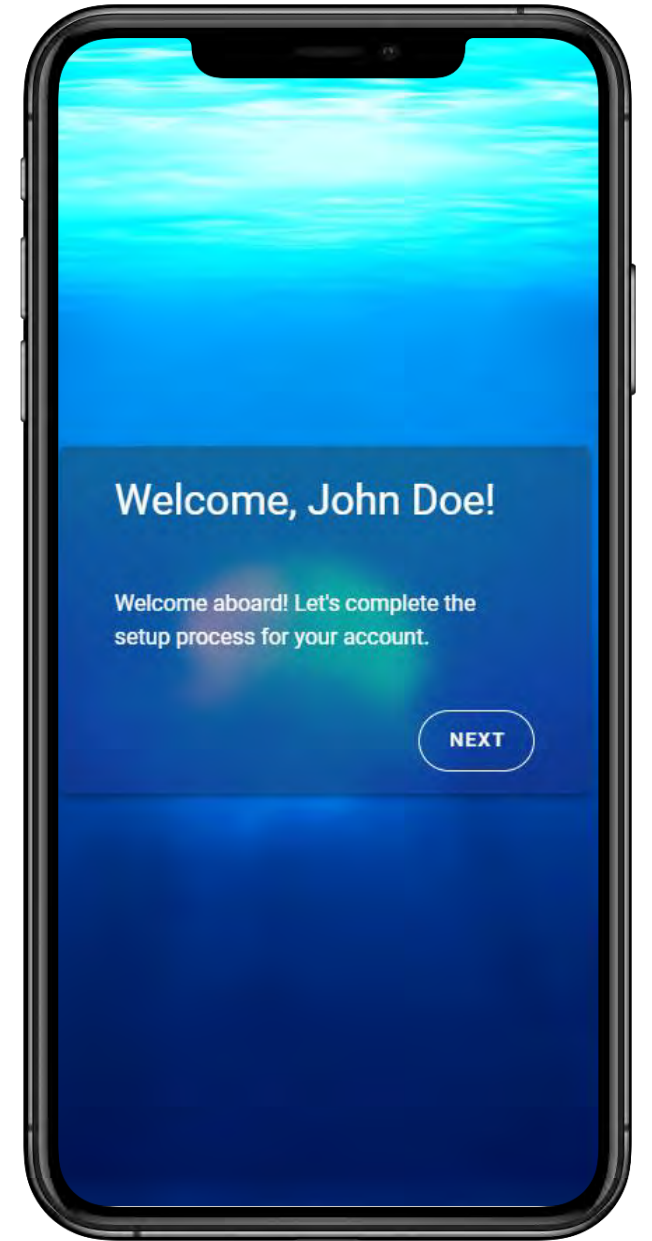 Welcome, John Doe!
Welcome aboard! Let's complete the
setup process for your account.
NEXT